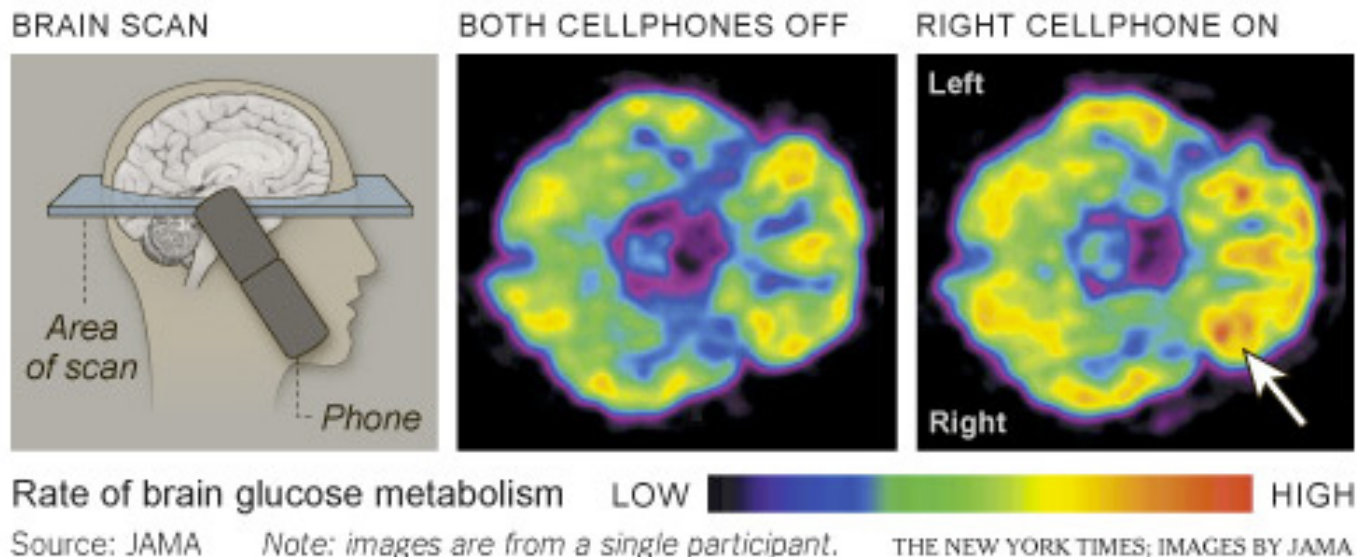 BRAIN SCAN
BOTH CELLPHONES OFF
RIGHT CELLPHONE ON
Area
of scan
Phone
Left
Right
Rate of brain glucose metabolism LOW HIGH
Source: JAMA Note: images are from a single participant. THE NEW YORK TIMES; IMAGES BY JAMA